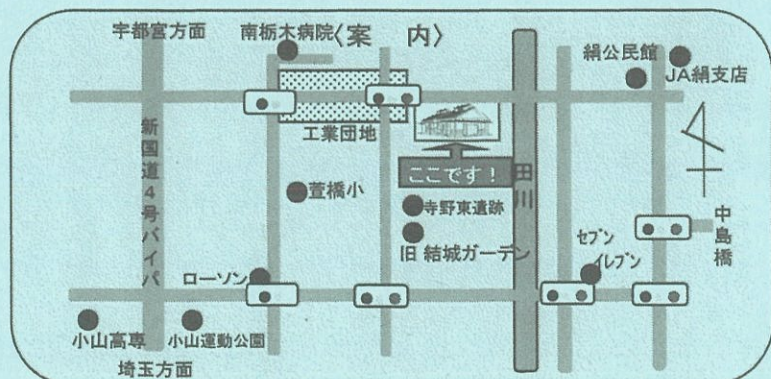 〈案 内〉
宇都宮方面
南栃木病院
絹公民館
JA絹支店
工業団地
新国道4号バイパ
ここです!
田川
萱橋小
寺野東遺跡
旧 結城ガーデン
中島橋
セブン
イレブン
ローソン
小山高専
小山運動公園
埼玉方面